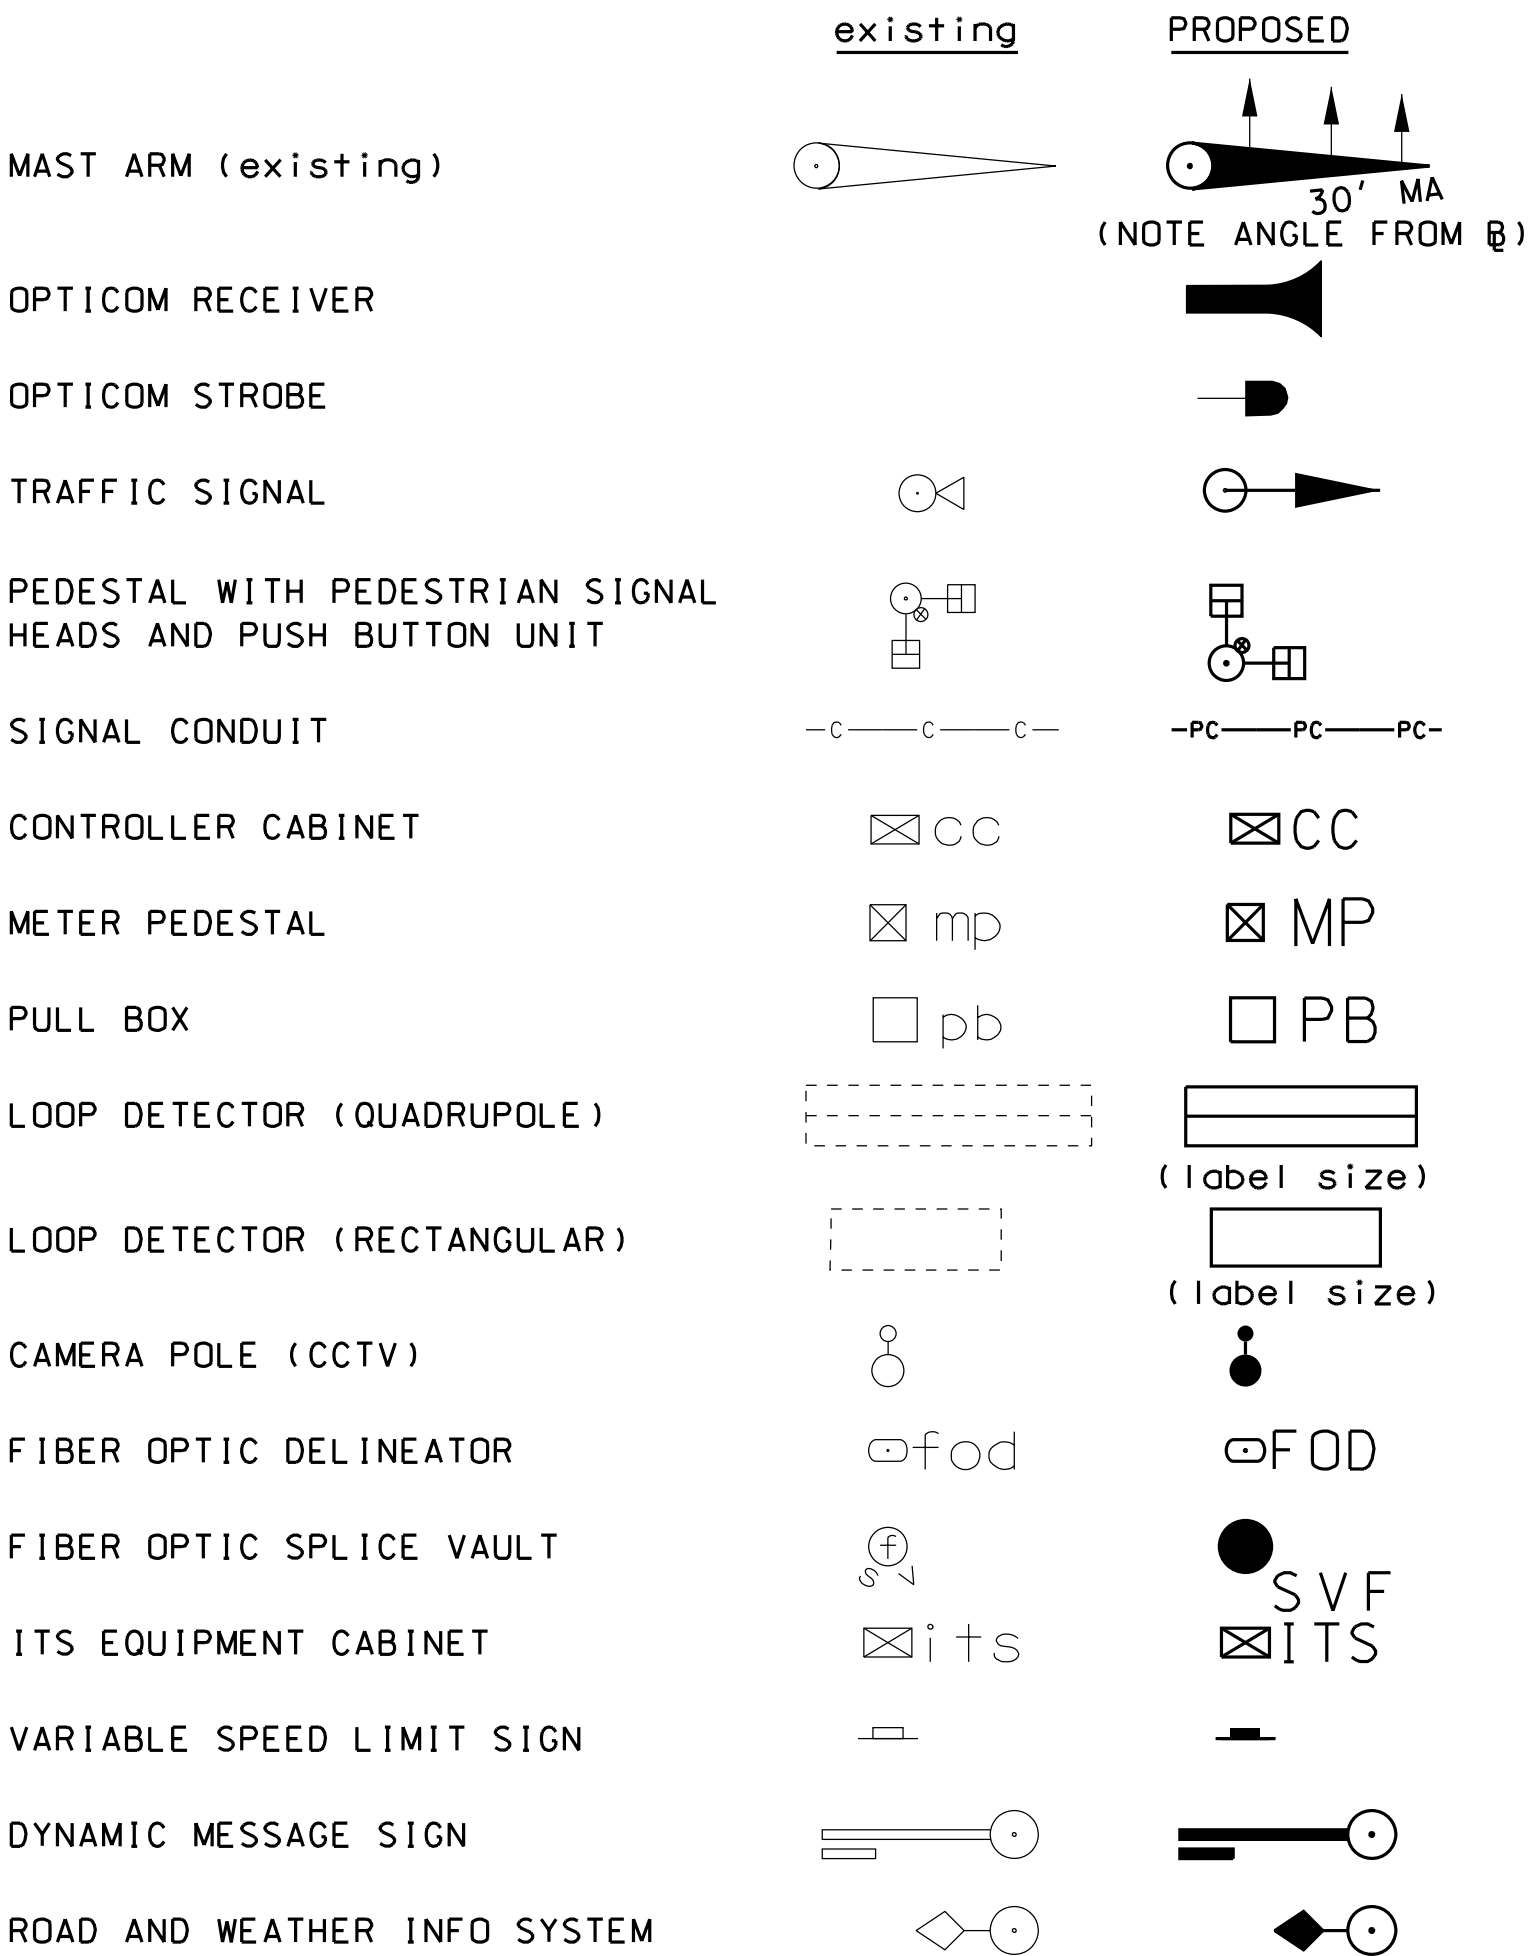 existing PROPOSED
MAST ARM (existing)
30' MA
(NOTE ANGLE FROM BL)
OPTICOM RECEIVER
OPTICOM STROBE
TRAFFIC SIGNAL
PEDESTAL WITH PEDESTRIAN SIGNAL
HEADS AND PUSH BUTTON UNIT
SIGNAL CONDUIT C C C PC PC PC
CONTROLLER CABINET cc CC
METER PEDESTAL mp MP
PULL BOX pb PB
LOOP DETECTOR (QUADRUPOLE)
(label size)
LOOP DETECTOR (RECTANGULAR)
(label size)
CAMERA POLE (CCTV)
FIBER OPTIC DELINEATOR fod FOD
FIBER OPTIC SPLICE VAULT f
s v SVF
ITS EQUIPMENT CABINET its ITS
VARIABLE SPEED LIMIT SIGN
DYNAMIC MESSAGE SIGN
ROAD AND WEATHER INFO SYSTEM